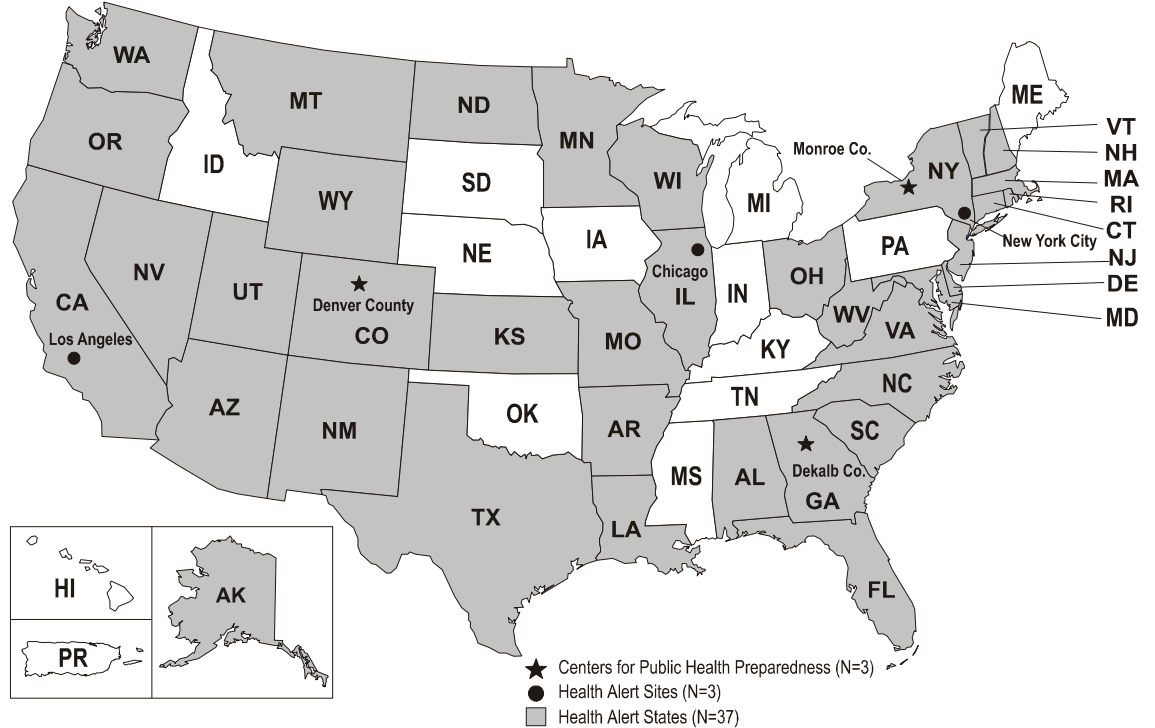 WA
MT
ND
MN
ME
OR
ID
SD
WI
MI
Monroe Co.
NY
VT
NH
MA
RI
CT
New York City
NJ
DE
MD
WY
NE
IA
PA
NV
UT
CA
Los Angeles
Denver County
CO
KS
MO
Chicago
IL
IN
OH
WV
VA
KY
NC
TN
SC
AZ
NM
OK
AR
TX
LA
MS
AL
Dekalb Co.
GA
FL
HI
PR
AK
Centers for Public Health Preparedness (N=3)
Health Alert Sites (N=3)
Health Alert States (N=37)